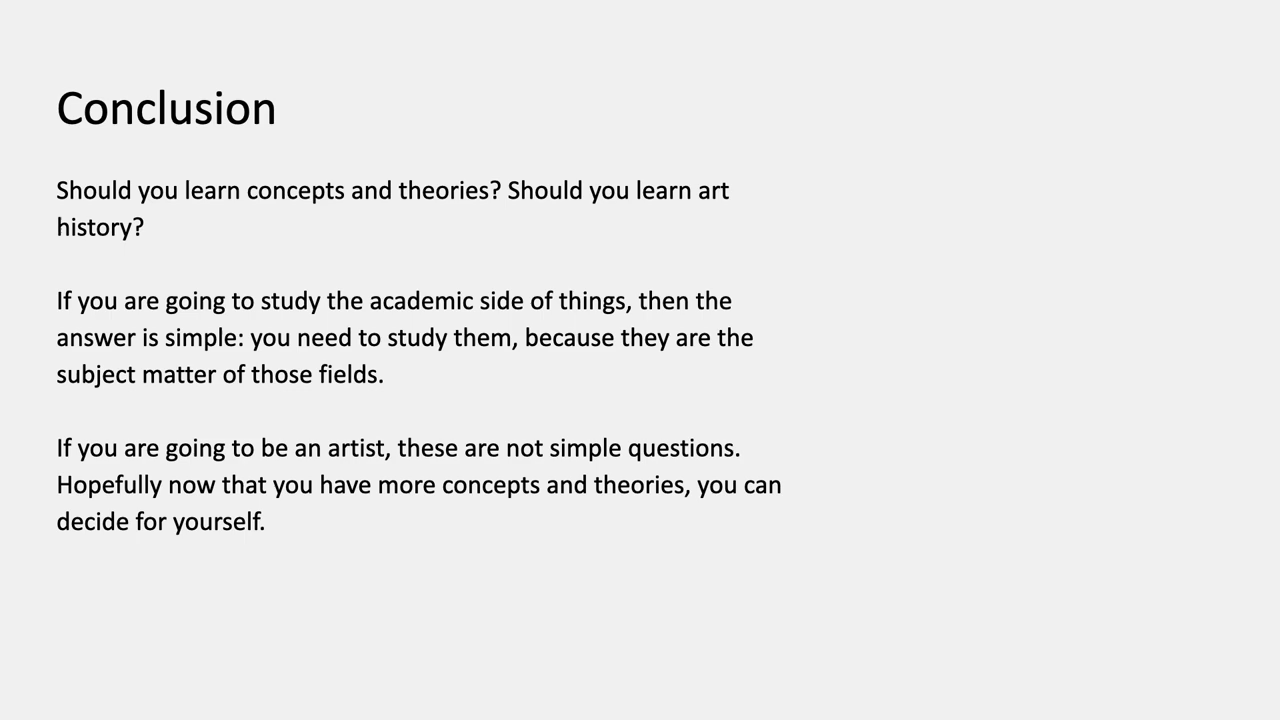 Conclusion
Should you learn concepts and theories? Should you learn art
history?
If you are going to study the academic side of things, then the
answer is simple: you need to study them, because they are the
subject matter of those fields.
If you are going to be an artist, these are not simple questions.
Hopefully now that you have more concepts and theories, you can
decide for yourself.